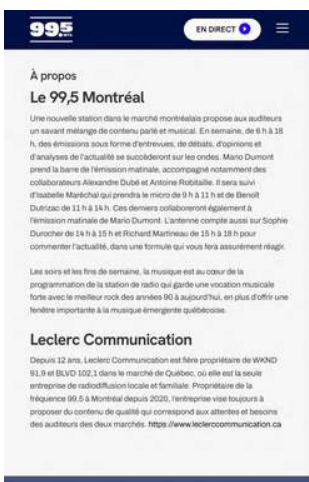 99,5
EN DIRECT
À propos
Le 99,5 Montréal
Une nouvelle station dans le marché montréalais propose aux auditeurs
un savant mélange de contenu parlé et musical. En semaine, de 6 h à 18
h, des émissions sous forme d'entrevues, de débats, d'opinions et
d'analyses de l'actualité se succèderont sur les ondes. Mario Dumont
prend la barre de l'émission matinale, accompagné notamment des
collaborateurs Alexandre Dubé et Antoine Robitaille. Il sera suivi
d'Isabelle Maréchal qui prendra le micro de 9 h à 11 h et de Benoit
Dutrizac de 11 h à 14 h. Ces derniers collaboreront également à
l'émission matinale de Mario Dumont. L'antenne compte aussi sur Sophie
Durocher de 14 h à 15 h et Richard Martineau de 15 h à 18 h pour
commenter l'actualité, dans une formule qui vous fera assurément réagir.
Les soirs et les fins de semaine, la musique est au cœur de la
programmation de la station de radio qui garde une vocation musicale
forte avec le meilleur rock des années 90 à aujourd'hui, en plus d'offrir une
fenêtre importante à la musique émergente québécoise.
Leclerc Communication
Depuis 12 ans, Leclerc Communication est fière propriétaire de WKND
91,9 et BLVD 102,1 dans le marché de Québec, où elle est la seule
entreprise de radiodiffusion locale et familiale. Propriétaire de la
fréquence 99,5 à Montréal depuis 2020, l'entreprise vise toujours à
proposer du contenu de qualité qui correspond aux attentes et besoins
des auditeurs des deux marchés. https://www.leclerccommunication.ca